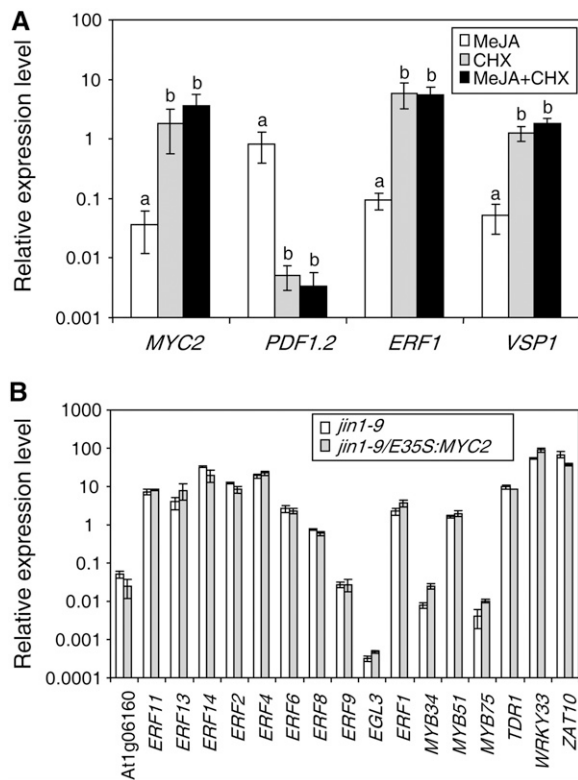 A
Relative expression level
100
10
1
0.1
0.01
0.001
MeJA
CHX
MeJA+CHX
a b b
a b b
a b b
a b b
MYC2 PDF1.2 ERF1 VSP1
B
Relative expression level
1000
100
10
1
0.1
0.01
0.001
0.0001
jin1-9
jin1-9/E35S:MYC2
At1g06160
ERF11
ERF13
ERF14
ERF2
ERF4
ERF6
ERF8
ERF9
EGL3
ERF1
MYB34
MYB51
MYB75
TDR1
WRKY33
ZAT10